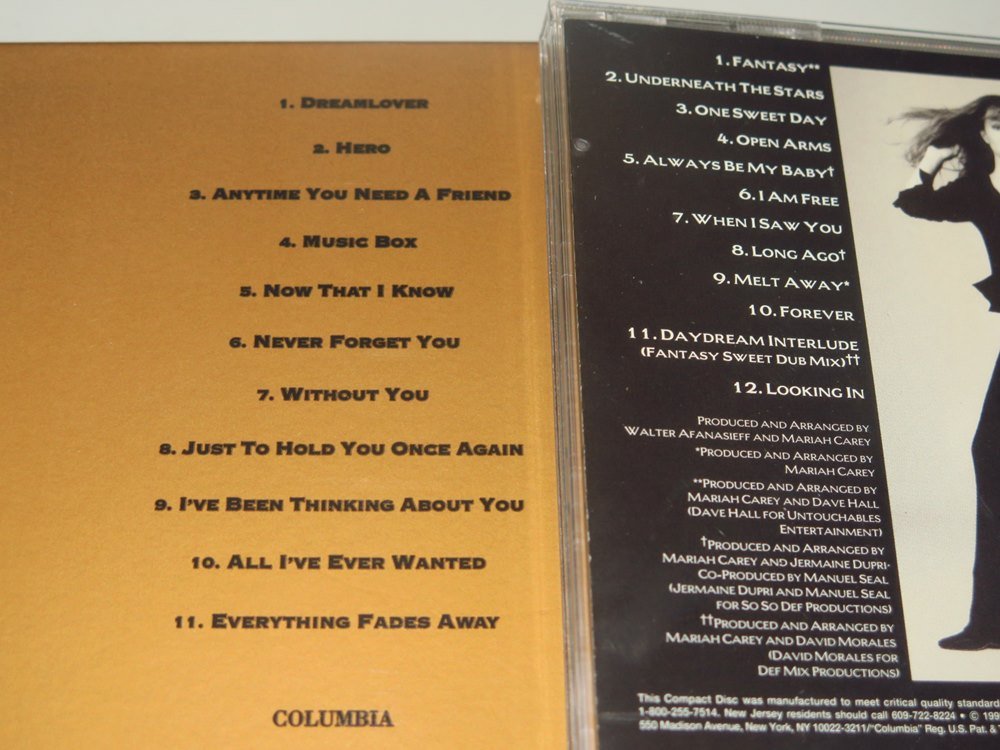 1. DREAMLOVER
2. HERO
3. ANYTIME YOU NEED A FRIEND
4. MUSIC BOX
5. NOW THAT I KNOW
6. NEVER FORGET YOU
7. WITHOUT YOU
8. JUST TO HOLD YOU ONCE AGAIN
9. I'VE BEEN THINKING ABOUT YOU
10. ALL I'VE EVER WANTED
11. EVERYTHING FADES AWAY
COLUMBIA
1. FANTASY**
2. UNDERNEATH THE STARS
3. ONE SWEET DAY
4. OPEN ARMS
5. ALWAYS BE MY BABY†
6. I AM FREE
7. WHEN I SAW YOU
8. LONG AGO†
9. MELT AWAY*
10. FOREVER
11. DAYDREAM INTERLUDE
(FANTASY SWEET DUB MIX)††
12. LOOKING IN
PRODUCED AND ARRANGED BY
WALTER AFANASIEFF AND MARIAH CAREY
*PRODUCED AND ARRANGED BY
MARIAH CAREY
**PRODUCED AND ARRANGED BY
MARIAH CAREY AND DAVE HALL
(DAVE HALL FOR UNTOUCHABLES
ENTERTAINMENT)
†PRODUCED AND ARRANGED BY
MARIAH CAREY AND JERMAINE DUPRI·
CO-PRODUCED BY MANUEL SEAL
(JERMAINE DUPRI AND MANUEL SEAL
FOR SO SO DEF PRODUCTIONS)
††PRODUCED AND ARRANGED BY
MARIAH CAREY AND DAVID MORALES
(DAVID MORALES FOR
DEF MIX PRODUCTIONS)
This Compact Disc was manufactured to meet critical quality standard
1-800-255-7514. New Jersey residents should call 609-722-8224 • © 199
550 Madison Avenue, New York, NY 10022-3211/"Columbia" Reg. U.S. Pat. &